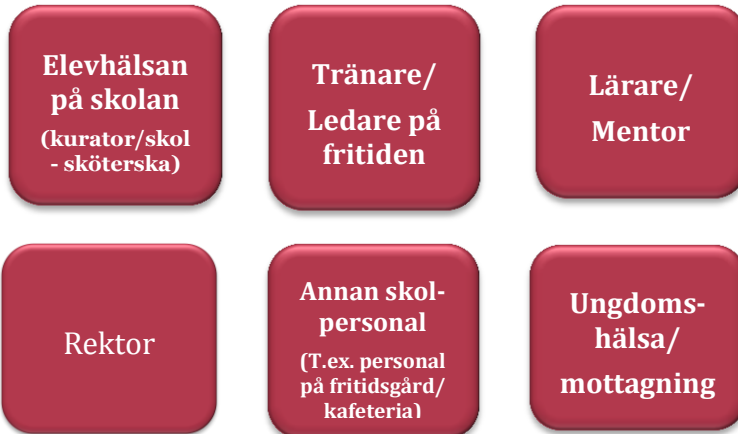 Elevhälsan
på skolan
(kurator/skol
- sköterska)
Tränare/
Ledare på
fritiden
Lärare/
Mentor
Rektor
Annan skol-
personal
(T.ex. personal
på fritidsgård/
kafeteria)
Ungdoms-
hälsa/
mottagning